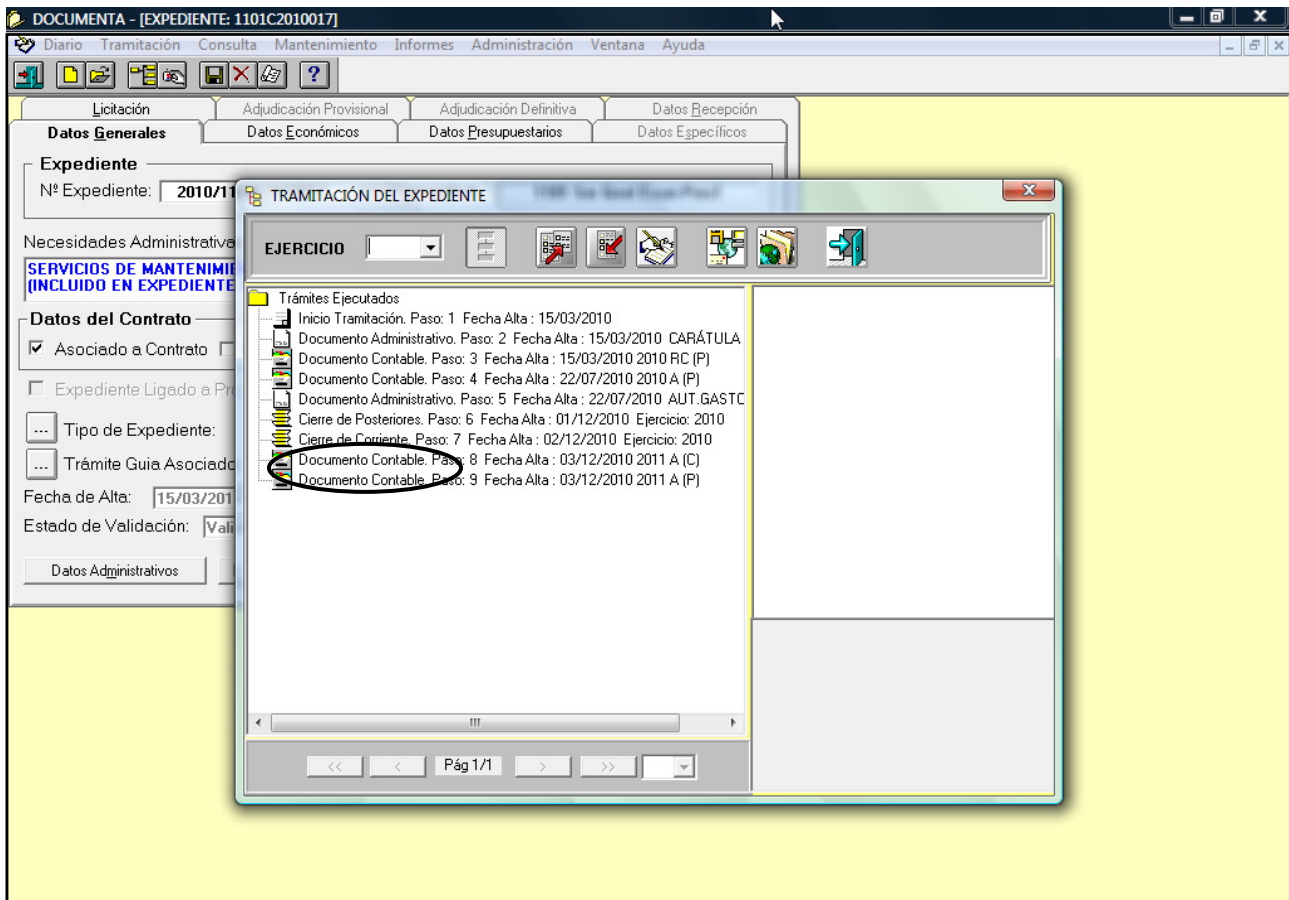 DOCUMENTA - [EXPEDIENTE: 1101C2010017]
Diario Tramitación Consulta Mantenimiento Informes Administración Ventana Ayuda
Licitación Adjudicación Provisional Adjudicación Definitiva Datos Recepción
Datos Generales Datos Económicos Datos Presupuestarios Datos Específicos
Expediente
Nº Expediente: 2010/11
TRAMITACIÓN DEL EXPEDIENTE
EJERCICIO
Necesidades Administrativa
SERVICIOS DE MANTENIMIE
(INCLUIDO EN EXPEDIENTE
Datos del Contrato
Asociado a Contrato
Expediente Ligado a Pro
... Tipo de Expediente:
... Trámite Guia Asociado
Fecha de Alta: 15/03/201
Estado de Validación: Vali
Datos Administrativos
Trámites Ejecutados
Inicio Tramitación. Paso: 1 Fecha Alta : 15/03/2010
Documento Administrativo. Paso: 2 Fecha Alta : 15/03/2010 CARÁTULA
Documento Contable. Paso: 3 Fecha Alta : 15/03/2010 2010 RC (P)
Documento Contable. Paso: 4 Fecha Alta : 22/07/2010 2010 A (P)
Documento Administrativo. Paso: 5 Fecha Alta : 22/07/2010 AUT.GASTO
Cierre de Posteriores. Paso: 6 Fecha Alta : 01/12/2010 Ejercicio: 2010
Cierre de Corriente. Paso: 7 Fecha Alta : 02/12/2010 Ejercicio: 2010
Documento Contable. Paso: 8 Fecha Alta : 03/12/2010 2011 A (C)
Documento Contable. Paso: 9 Fecha Alta : 03/12/2010 2011 A (P)
<< < Pág 1/1 > >>